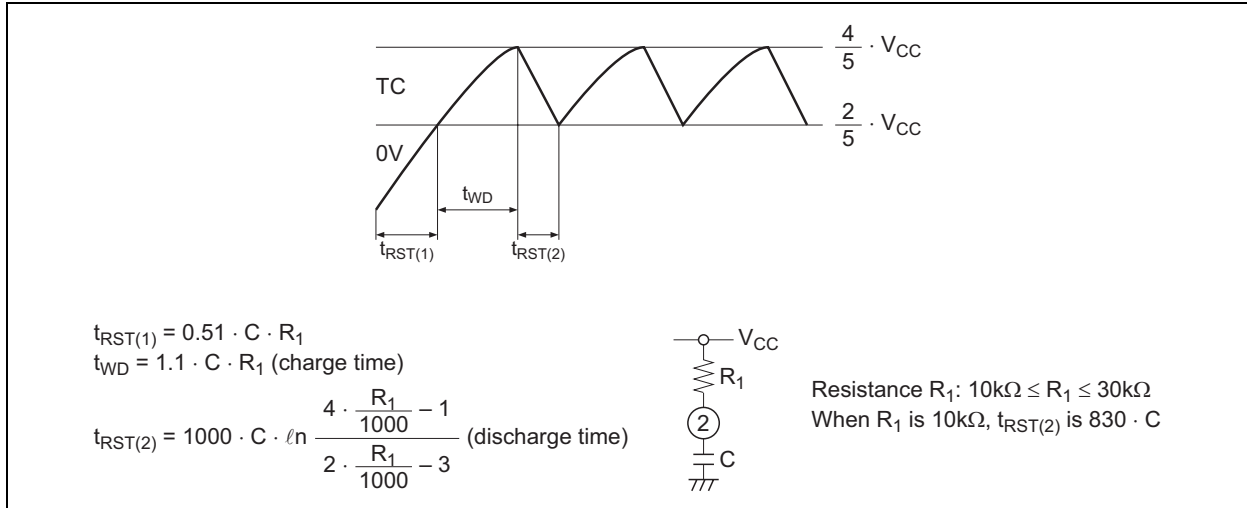 4/5 · VCC
TC
2/5 · VCC
0V
tWD
tRST(1) tRST(2)
tRST(1) = 0.51 · C · R1
tWD = 1.1 · C · R1 (charge time)
tRST(2) = 1000 · C · ℓn (4 · R1/1000 – 1)/(2 · R1/1000 – 3) (discharge time)
VCC
R1
2
C
Resistance R1: 10kΩ ≤ R1 ≤ 30kΩ
When R1 is 10kΩ, tRST(2) is 830 · C